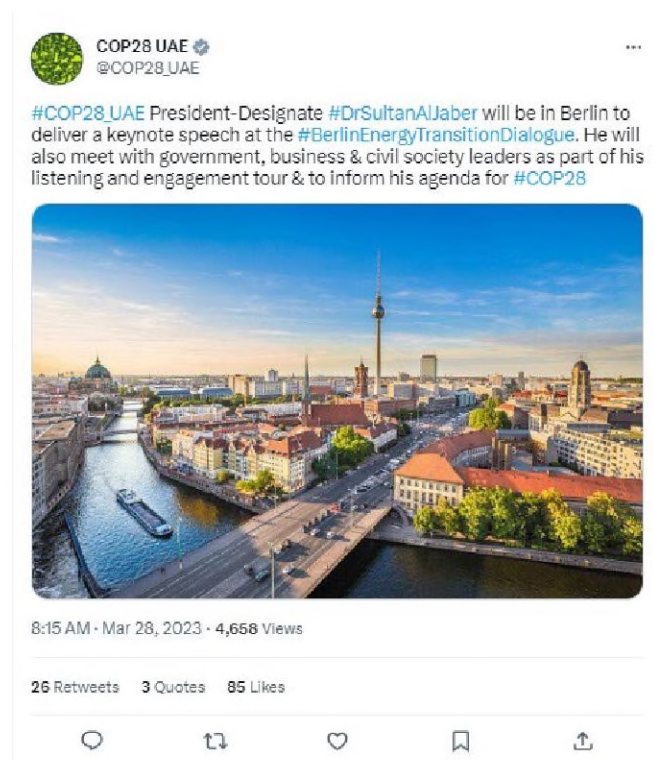 COP28 UAE
@COP28_UAE
#COP28_UAE President-Designate #DrSultanAlJaber will be in Berlin to
deliver a keynote speech at the #BerlinEnergyTransitionDialogue. He will
also meet with government, business & civil society leaders as part of his
listening and engagement tour & to inform his agenda for #COP28
8:15 AM · Mar 28, 2023 · 4,658 Views
26 Retweets 3 Quotes 85 Likes